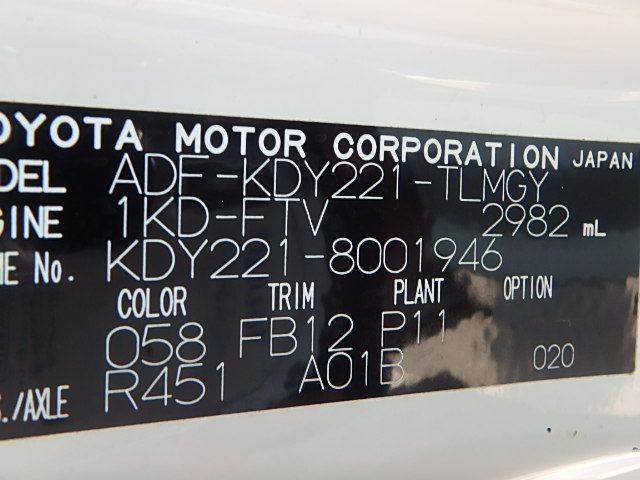 OYOTA MOTOR CORPORATION JAPAN
DEL ADF-KDY221-TLMGY
GINE 1KD-FTV 2982 mL
ME No. KDY221-8001946
COLOR TRIM PLANT OPTION
058 FB12 P11
S./AXLE R451 A01B 020